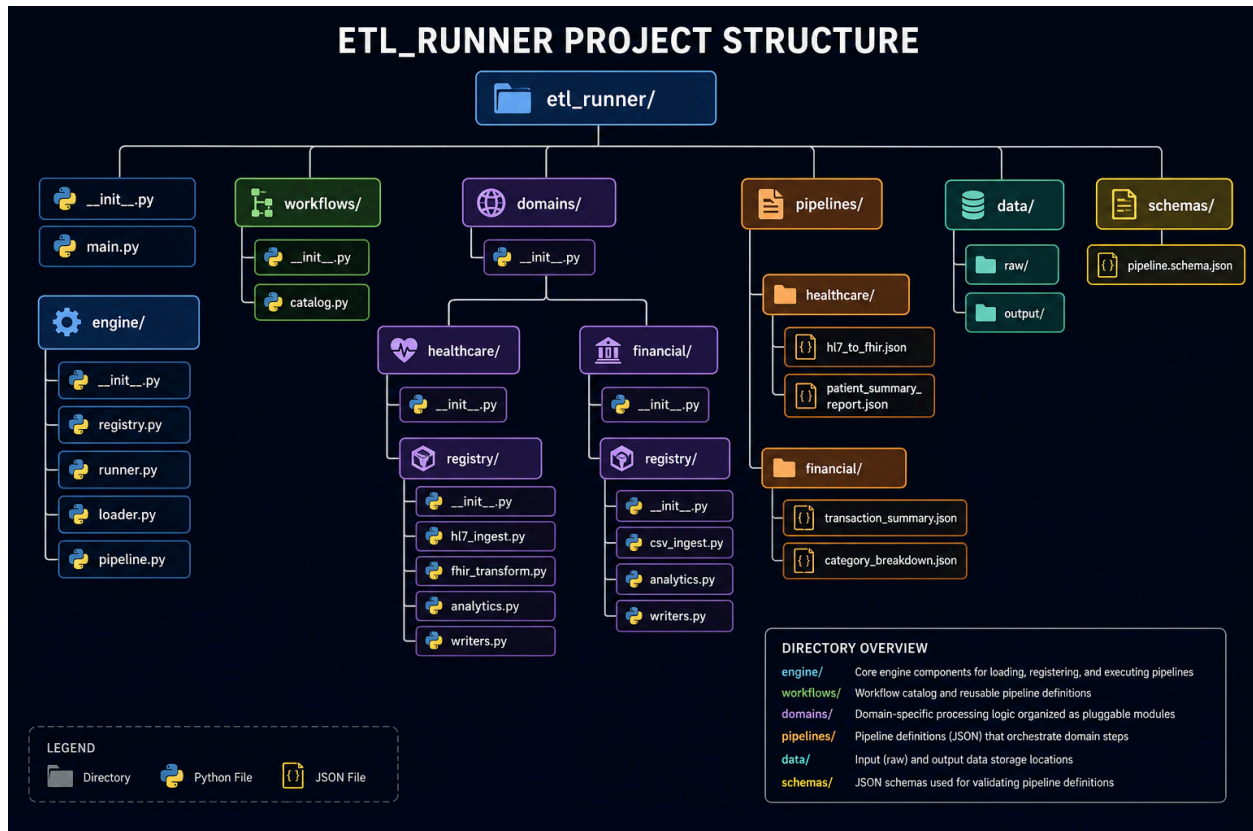 ETL_RUNNER PROJECT STRUCTURE
etl_runner/
__init__.py
main.py
engine/
__init__.py
registry.py
runner.py
loader.py
pipeline.py
workflows/
__init__.py
catalog.py
domains/
__init__.py
healthcare/
__init__.py
registry/
__init__.py
hl7_ingest.py
fhir_transform.py
analytics.py
writers.py
financial/
__init__.py
registry/
__init__.py
csv_ingest.py
analytics.py
writers.py
pipelines/
healthcare/
{ } hl7_to_fhir.json
{ } patient_summary_
report.json
financial/
{ } transaction_summary.json
{ } category_breakdown.json
data/
raw/
output/
schemas/
{ } pipeline.schema.json
LEGEND
Directory
Python File
{ } JSON File
DIRECTORY OVERVIEW
engine/ Core engine components for loading, registering, and executing pipelines
workflows/ Workflow catalog and reusable pipeline definitions
domains/ Domain-specific processing logic organized as pluggable modules
pipelines/ Pipeline definitions (JSON) that orchestrate domain steps
data/ Input (raw) and output data storage locations
schemas/ JSON schemas used for validating pipeline definitions